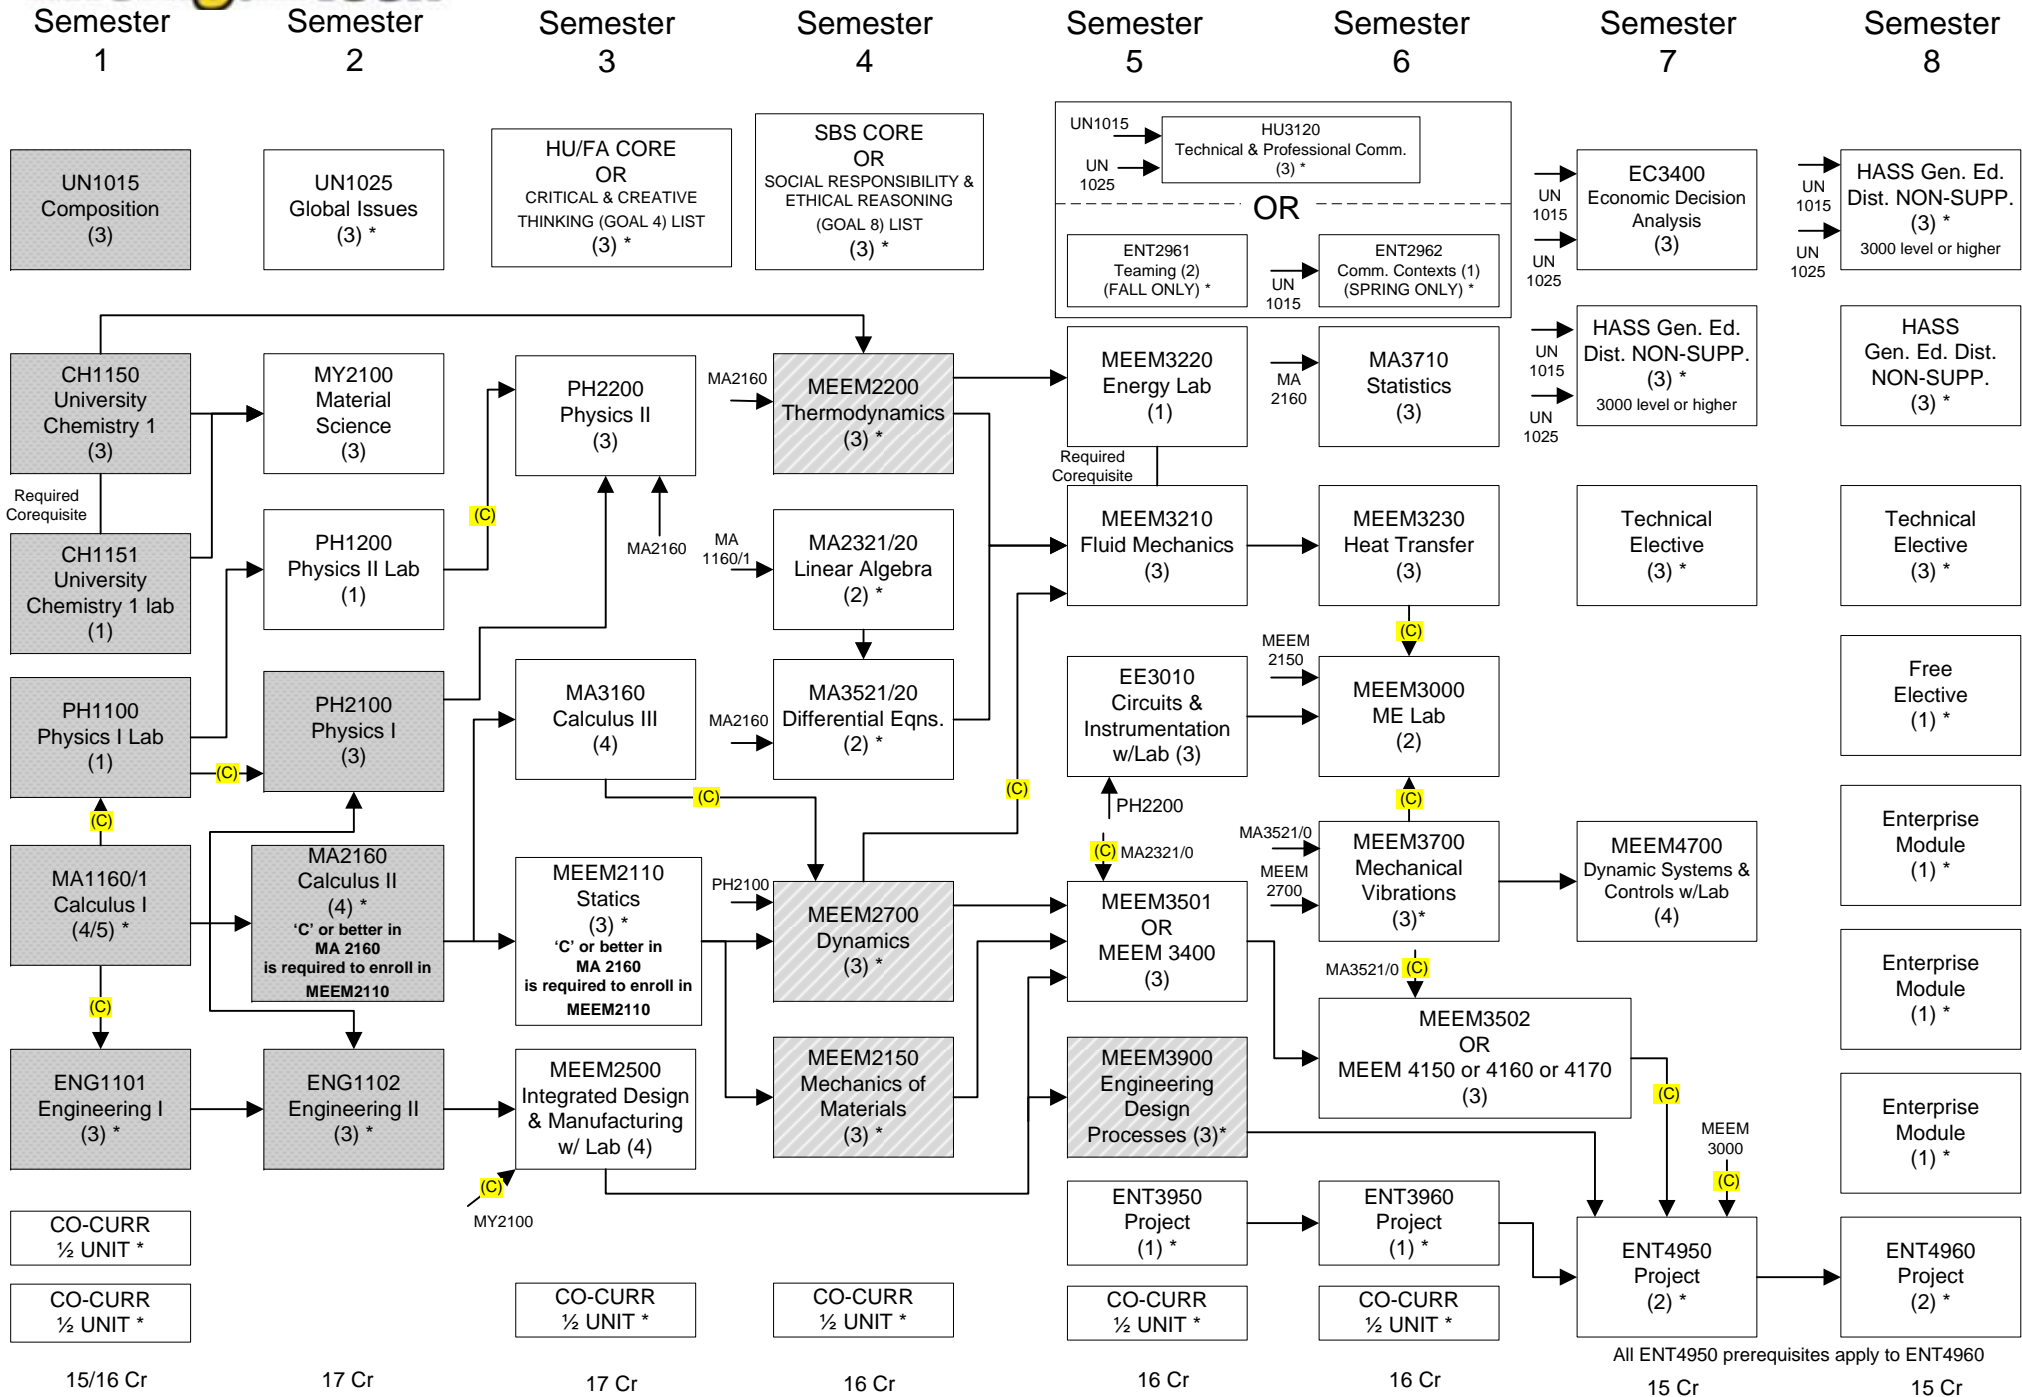 Semester
1
Semester
2
Semester
3
Semester
4
Semester
5
Semester
6
Semester
7
Semester
8
UN1015
Composition
(3)
UN1025
Global Issues
(3) *
HU/FA CORE
OR
CRITICAL & CREATIVE
THINKING (GOAL 4) LIST
(3) *
SBS CORE
OR
SOCIAL RESPONSIBILITY &
ETHICAL REASONING
(GOAL 8) LIST
(3) *
UN1015
UN
1025
HU3120
Technical & Professional Comm.
(3) *
OR
ENT2961
Teaming (2)
(FALL ONLY) *
UN
1015
ENT2962
Comm. Contexts (1)
(SPRING ONLY) *
UN
1015
UN
1025
EC3400
Economic Decision
Analysis
(3)
UN
1015
UN
1025
HASS Gen. Ed.
Dist. NON-SUPP.
(3) *
3000 level or higher
CH1150
University
Chemistry 1
(3)
MY2100
Material
Science
(3)
PH2200
Physics II
(3)
MA2160
MEEM2200
Thermodynamics
(3) *
MEEM3220
Energy Lab
(1)
MA
2160
MA3710
Statistics
(3)
UN
1015
UN
1025
HASS Gen. Ed.
Dist. NON-SUPP.
(3) *
3000 level or higher
HASS
Gen. Ed. Dist.
NON-SUPP.
(3) *
Required
Corequisite
(C)
MA2160
Required
Corequisite
CH1151
University
Chemistry 1 lab
(1)
PH1200
Physics II Lab
(1)
MA
1160/1
MA2321/20
Linear Algebra
(2) *
MEEM3210
Fluid Mechanics
(3)
MEEM3230
Heat Transfer
(3)
Technical
Elective
(3) *
Technical
Elective
(3) *
(C)
PH1100
Physics I Lab
(1)
(C)
PH2100
Physics I
(3)
MA3160
Calculus III
(4)
MA2160
MA3521/20
Differential Eqns.
(2) *
EE3010
Circuits &
Instrumentation
w/Lab (3)
MEEM
2150
MEEM3000
ME Lab
(2)
Free
Elective
(1) *
(C)
(C)
(C)
PH2200
(C)
(C) MA2321/0
MA1160/1
Calculus I
(4/5) *
MA2160
Calculus II
(4) *
‘C’ or better in
MA 2160
is required to enroll in
MEEM2110
MEEM2110
Statics
(3) *
‘C’ or better in
MA 2160
is required to enroll in
MEEM2110
PH2100
MEEM2700
Dynamics
(3) *
MEEM3501
OR
MEEM 3400
(3)
MA3521/0
MEEM
2700
MEEM3700
Mechanical
Vibrations
(3)*
MEEM4700
Dynamic Systems &
Controls w/Lab
(4)
Enterprise
Module
(1) *
(C)
MA3521/0 (C)
Enterprise
Module
(1) *
ENG1101
Engineering I
(3) *
ENG1102
Engineering II
(3) *
MEEM2500
Integrated Design
& Manufacturing
w/ Lab (4)
MEEM2150
Mechanics of
Materials
(3) *
MEEM3900
Engineering
Design
Processes (3)*
MEEM3502
OR
MEEM 4150 or 4160 or 4170
(3)
(C)
MEEM
3000
(C)
Enterprise
Module
(1) *
(C)
MY2100
CO-CURR
½ UNIT *
ENT3950
Project
(1) *
ENT3960
Project
(1) *
ENT4950
Project
(2) *
ENT4960
Project
(2) *
CO-CURR
½ UNIT *
CO-CURR
½ UNIT *
CO-CURR
½ UNIT *
CO-CURR
½ UNIT *
CO-CURR
½ UNIT *
All ENT4950 prerequisites apply to ENT4960
15/16 Cr
17 Cr
17 Cr
16 Cr
16 Cr
16 Cr
15 Cr
15 Cr